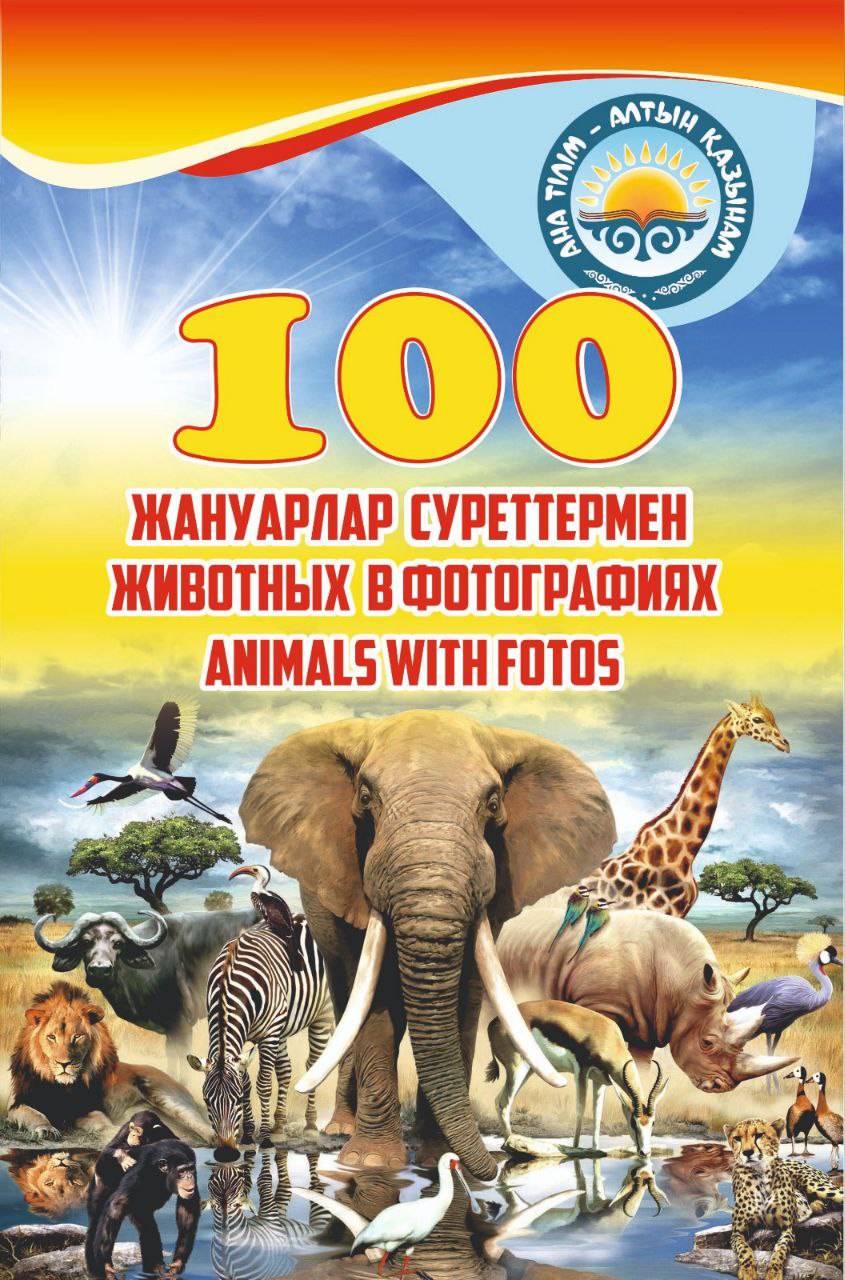 АНА ТІЛІМ - АЛТЫН ҚАЗЫНАМ
100
ЖАНУАРЛАР СУРЕТТЕРМЕН
ЖИВОТНЫХ В ФОТОГРАФИЯХ
ANIMALS WITH FOTOS